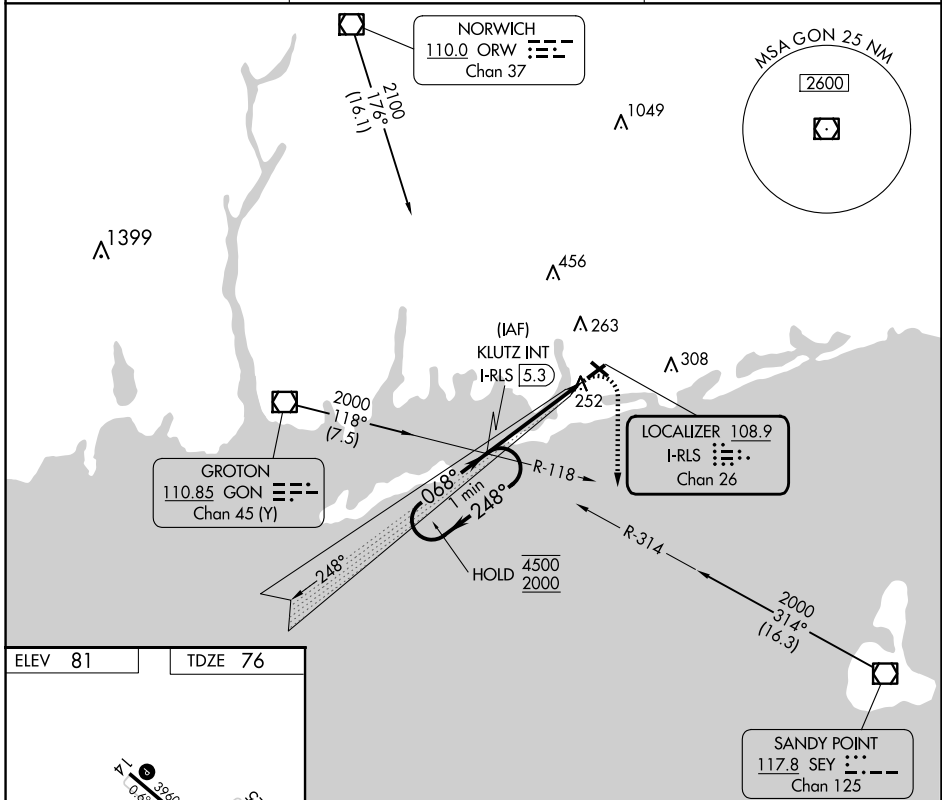 NORWICH
110.0 ORW
Chan 37
MSA GON 25 NM
2600
2100
176°
(16.1)
1049
1399
456
(IAF)
KLUTZ INT
I-RLS 5.3
263
308
252
2000
118°
(7.5)
LOCALIZER 108.9
I-RLS
Chan 26
GROTON
110.85 GON
Chan 45 (Y)
R-118
068°
1 min
248°
248°
HOLD 4500
2000
R-314
2000
314°
(16.3)
ELEV 81
TDZE 76
SANDY POINT
117.8 SEY
Chan 125
14
P